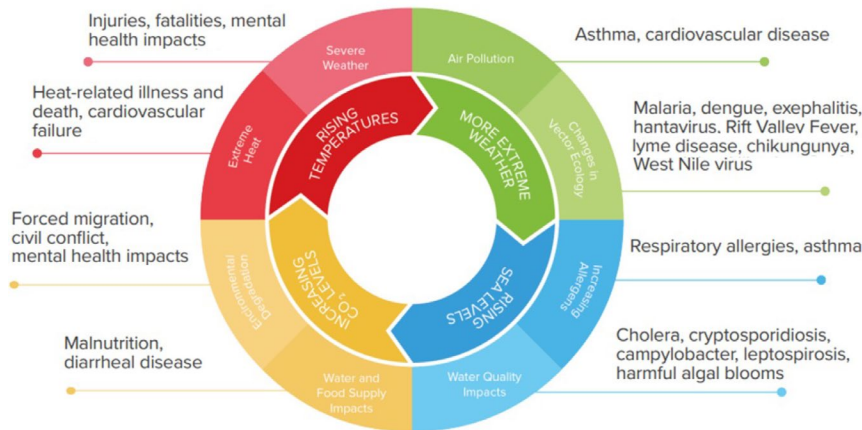 Injuries, fatalities, mental
health impacts
Heat-related illness and
death, cardiovascular
failure
Forced migration,
civil conflict,
mental health impacts
Malnutrition,
diarrheal disease
Severe
Weather
Air Pollution
Extreme
Heat
Changes in
Vector Ecology
Encironmental
Degradation
Increasing
Allergens
Water and
Food Supply
Impacts
Water Quality
Impacts
RISING
TEMPERATURES
MORE EXTREME
WEATHER
INCREASING
CO₂ LEVELS
RISING
SEA LEVELS
Asthma, cardiovascular disease
Malaria, dengue, exephalitis,
hantavirus. Rift Vallev Fever,
lyme disease, chikungunya,
West Nile virus
Respiratory allergies, asthma
Cholera, cryptosporidiosis,
campylobacter, leptospirosis,
harmful algal blooms